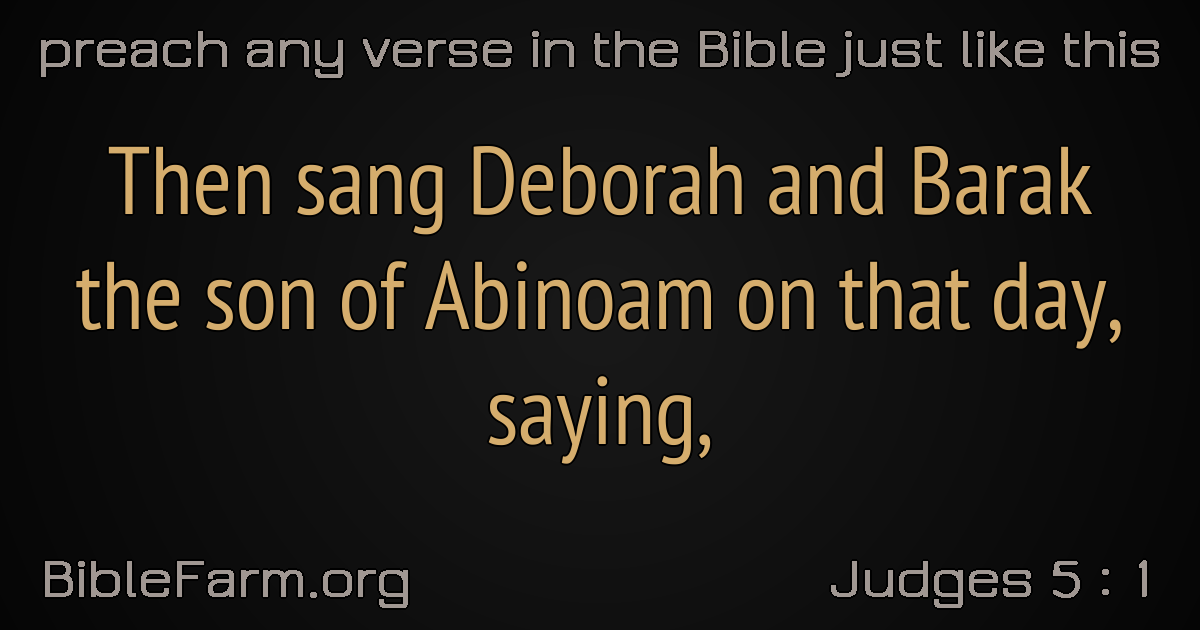 preach any verse in the Bible just like this
Then sang Deborah and Barak
the son of Abinoam on that day,
saying,
BibleFarm.org
Judges 5 : 1